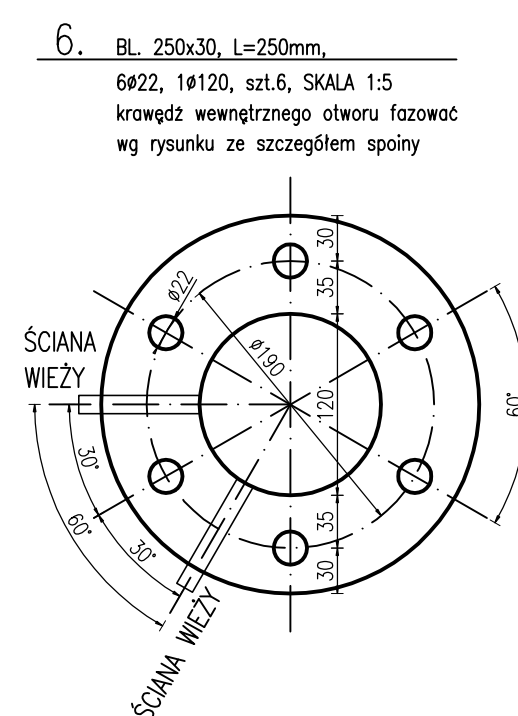 6. BL. 250x30, L=250mm,
6ø22, 1ø120, szt.6, SKALA 1:5
krawędź wewnętrznego otworu fazować
wg rysunku ze szczegółem spoiny
30
35
ø22
ø190
120
ŚCIANA
WIEŻY
60°
30°
60°
30°
35
30
ŚCIANA WIEŻY